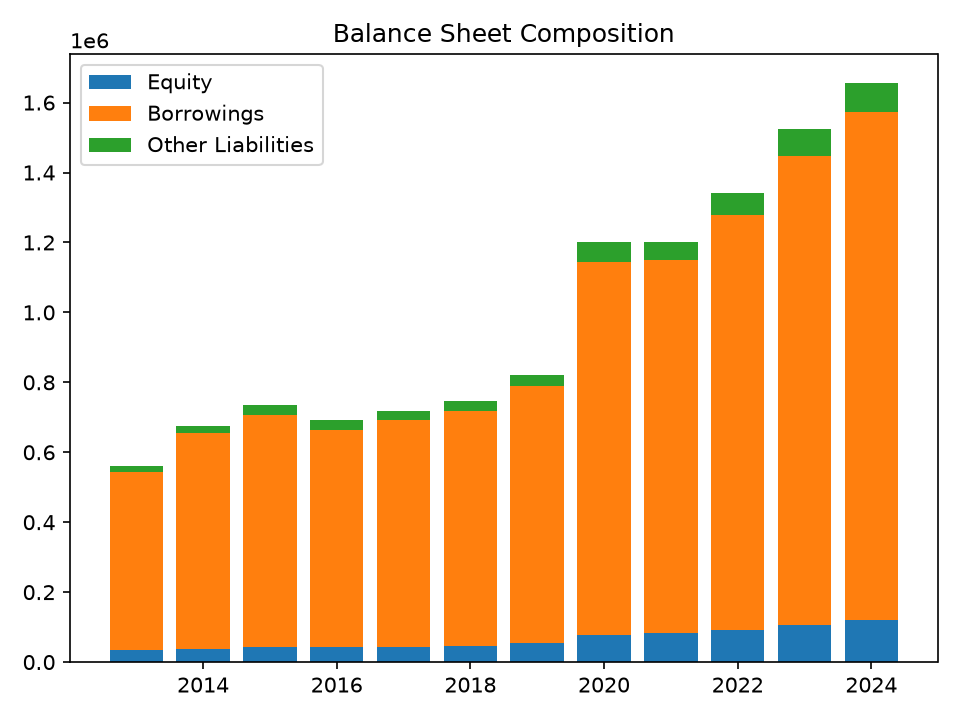 Balance Sheet Composition
1e6
Equity
Borrowings
Other Liabilities
1.6
1.4
1.2
1.0
0.8
0.6
0.4
0.2
0.0
2014 2016 2018 2020 2022 2024